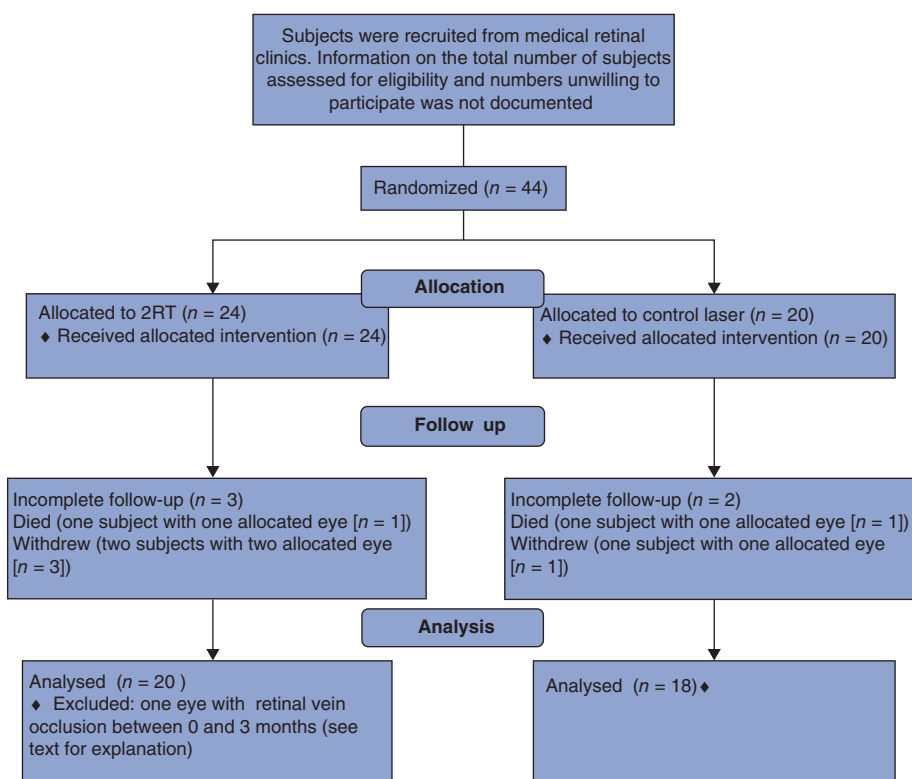 Subjects were recruited from medical retinal
clinics. Information on the total number of subjects
assessed for eligibility and numbers unwilling to
participate was not documented
Randomized (n = 44)
Allocation
Allocated to 2RT (n = 24)
♦ Received allocated intervention (n = 24)
Allocated to control laser (n = 20)
♦ Received allocated intervention (n = 20)
Follow up
Incomplete follow-up (n = 3)
Died (one subject with one allocated eye [n = 1])
Withdrew (two subjects with two allocated eye
[n = 3])
Incomplete follow-up (n = 2)
Died (one subject with one allocated eye [n = 1])
Withdrew (one subject with one allocated eye
[n = 1])
Analysis
Analysed (n = 20 )
♦ Excluded: one eye with retinal vein
occlusion between 0 and 3 months (see
text for explanation)
Analysed (n = 18)♦